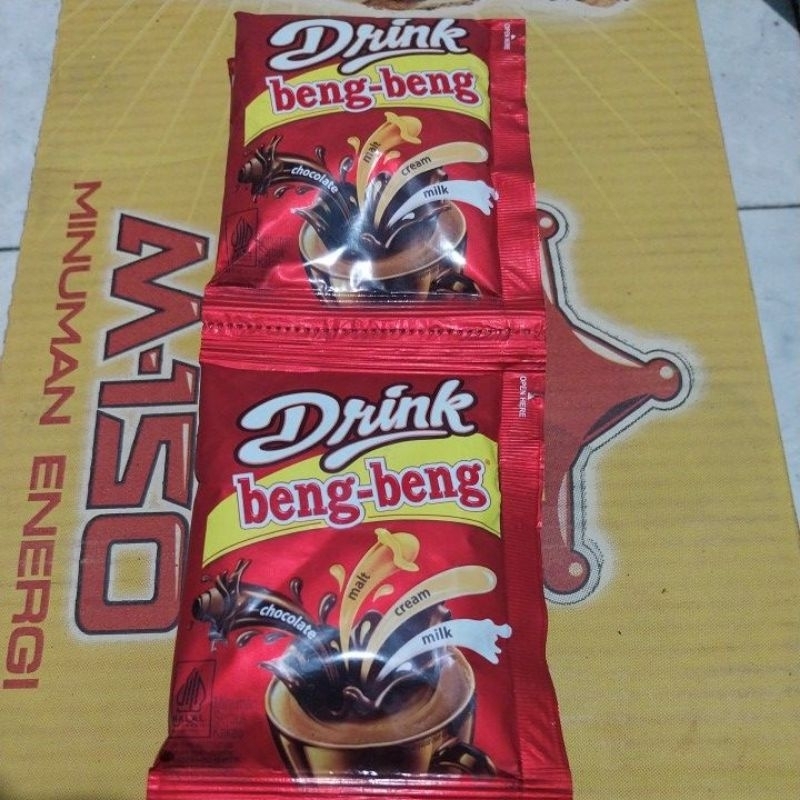 Drink
beng-beng
OPEN HERE
chocolate
malt
cream
milk
Drink
beng-beng
OPEN HERE
chocolate
malt
cream
milk
HALAL
M-150
MINUMAN ENERGI